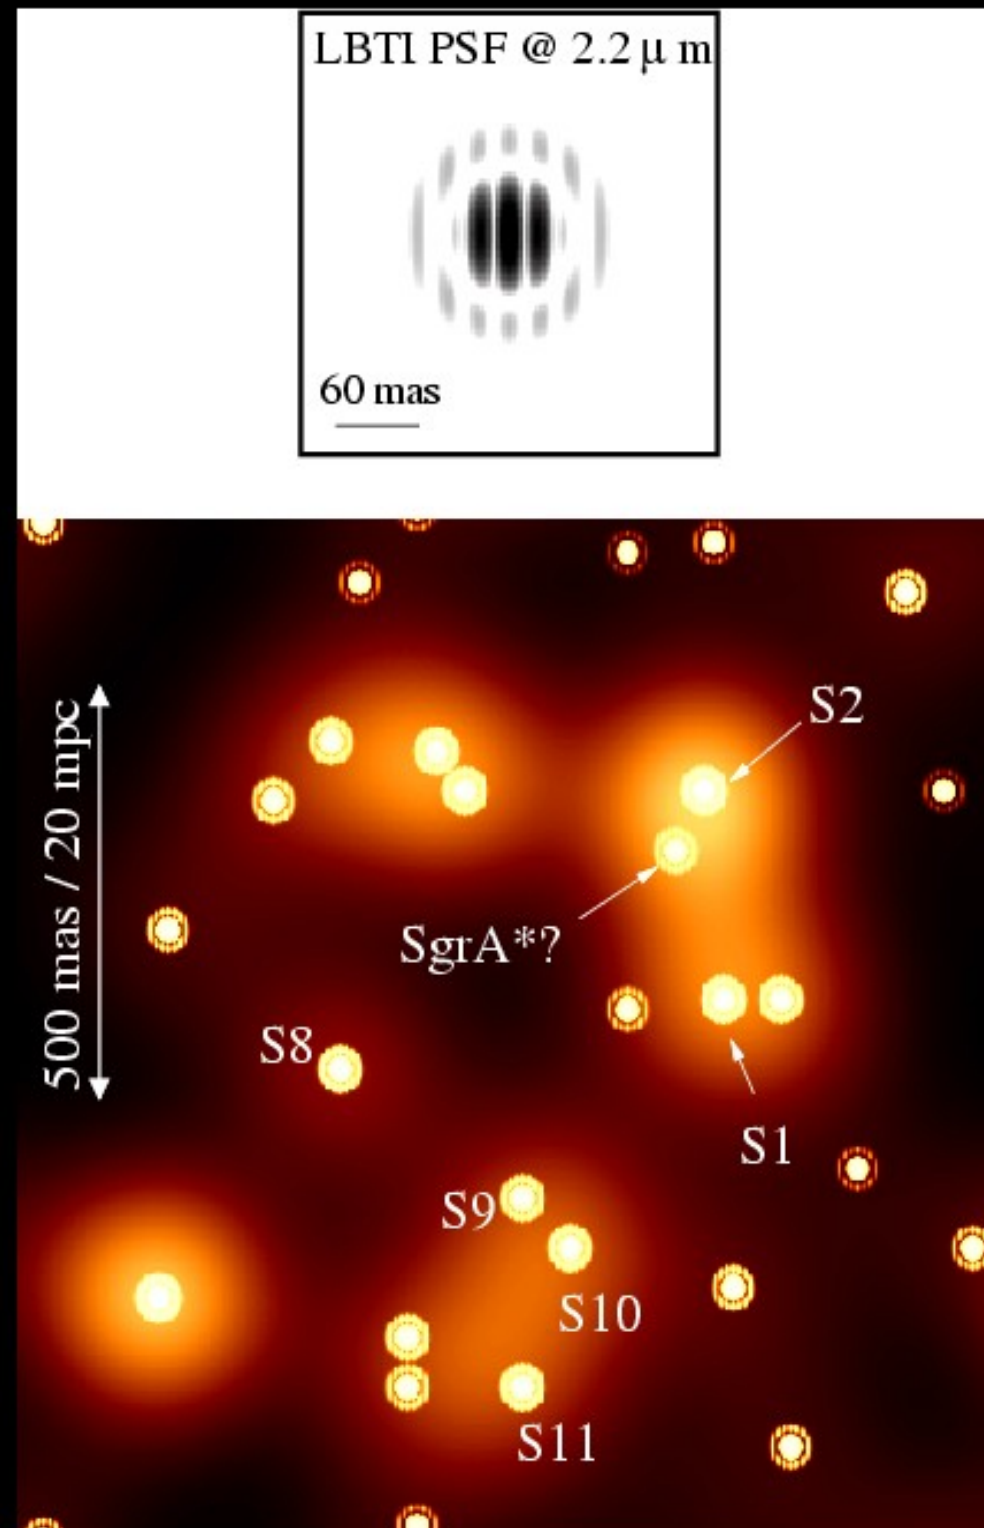 LBTI PSF @ 2.2 μ m
60 mas
S2
500 mas / 20 mpc
SgrA*?
S8
S1
S9
S10
S11